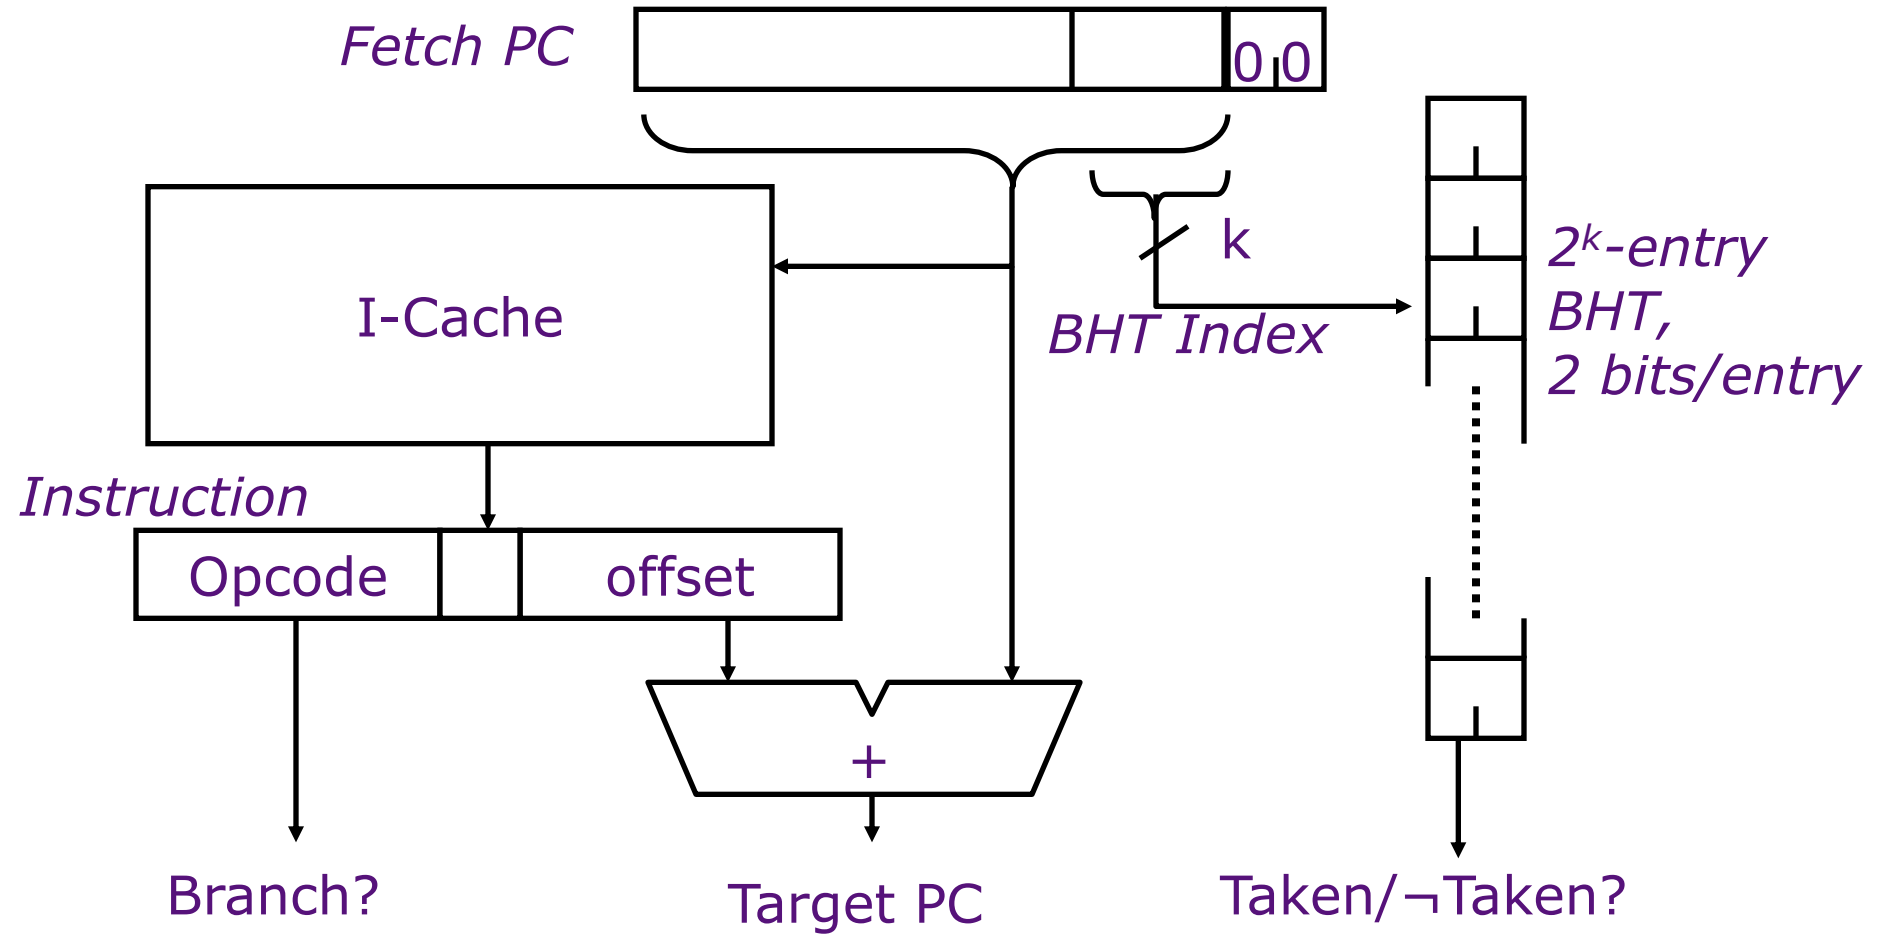 Fetch PC
0 0
k
2ᵏ-entry
BHT,
2 bits/entry
I-Cache
BHT Index
Instruction
Opcode
offset
+
Branch?
Target PC
Taken/¬Taken?